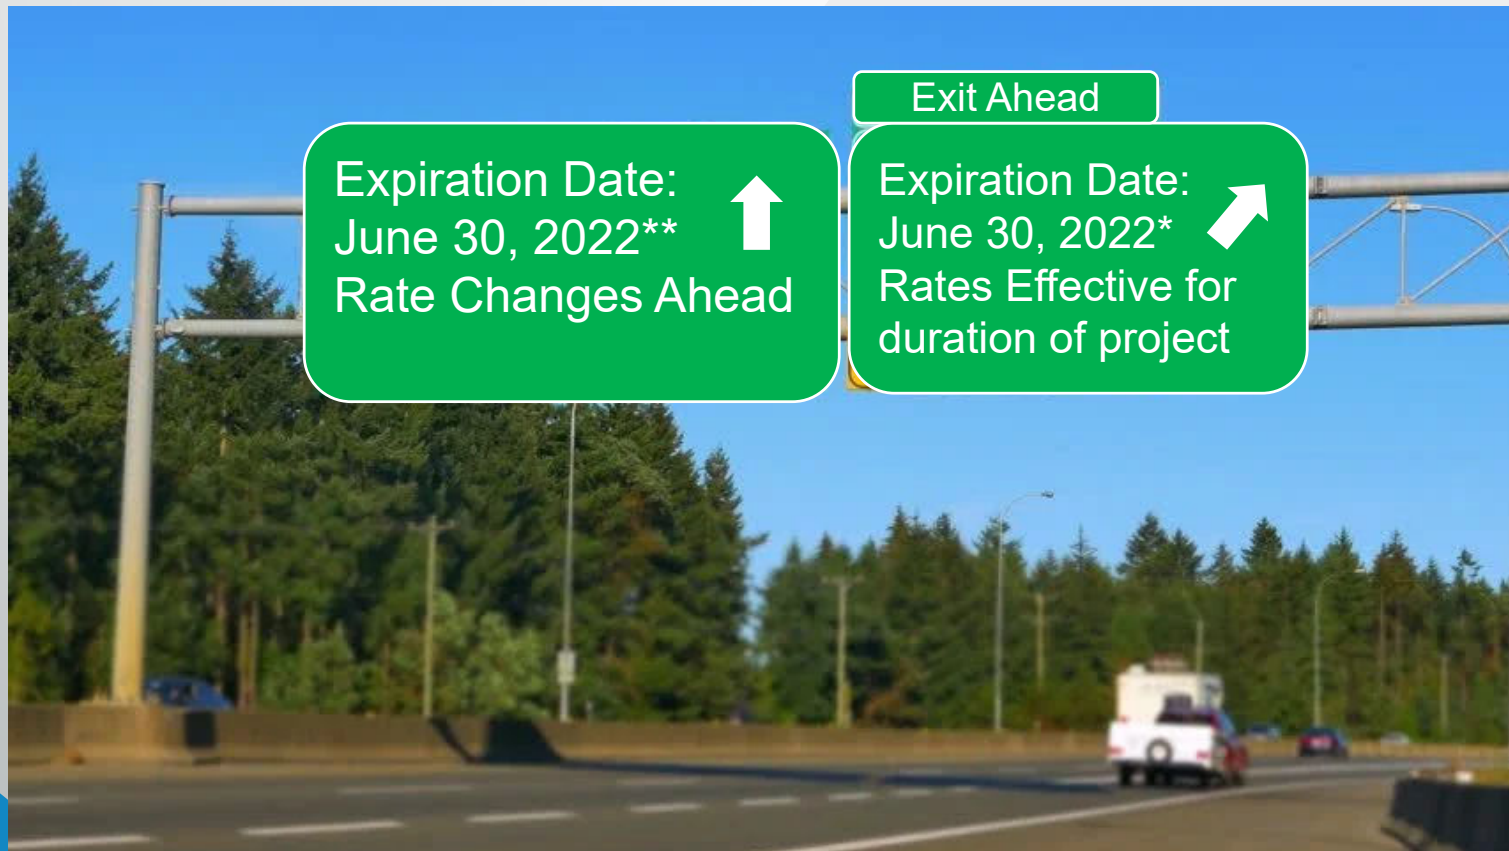 Expiration Date:
June 30, 2022**
Rate Changes Ahead
Exit Ahead
Expiration Date:
June 30, 2022*
Rates Effective for
duration of project